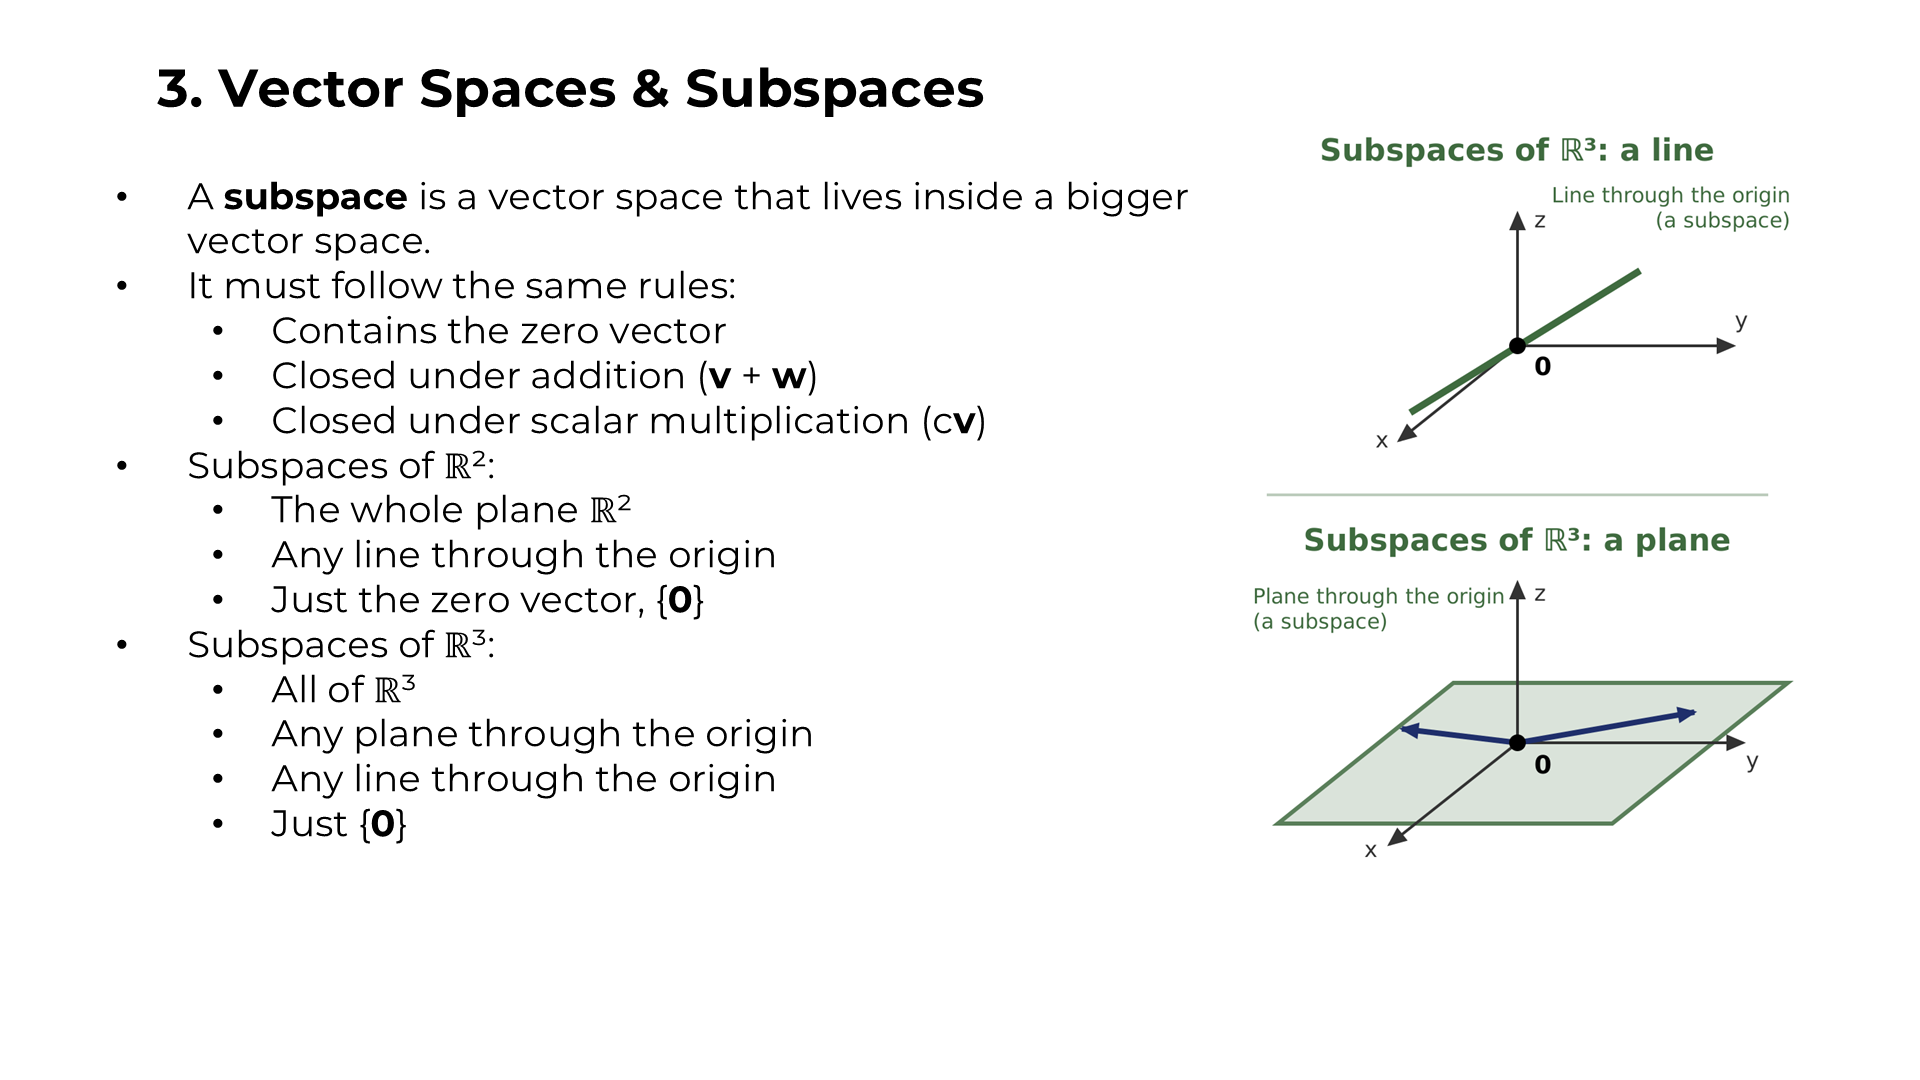 3. Vector Spaces & Subspaces
• A subspace is a vector space that lives inside a bigger
vector space.
• It must follow the same rules:
• Contains the zero vector
• Closed under addition (v + w)
• Closed under scalar multiplication (cv)
• Subspaces of ℝ²:
• The whole plane ℝ²
• Any line through the origin
• Just the zero vector, {0}
• Subspaces of ℝ³:
• All of ℝ³
• Any plane through the origin
• Any line through the origin
• Just {0}
Subspaces of ℝ³: a line
Line through the origin
(a subspace)
z
y
0
x
Subspaces of ℝ³: a plane
Plane through the origin
(a subspace)
z
y
0
x